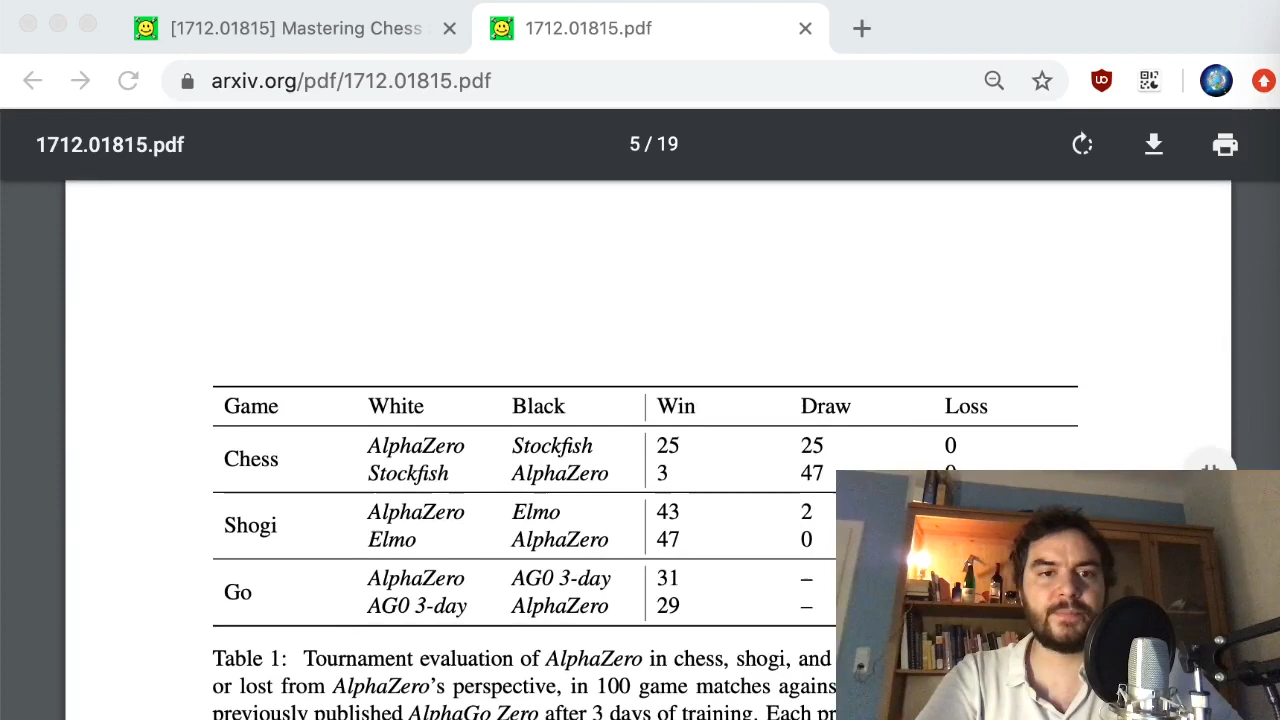 [1712.01815] Mastering Chess
1712.01815.pdf
arxiv.org/pdf/1712.01815.pdf
1712.01815.pdf
5 / 19
Game White Black Win Draw Loss
Chess
AlphaZero Stockfish 25 25 0
Stockfish AlphaZero 3 47
Shogi
AlphaZero Elmo 43 2
Elmo AlphaZero 47 0
Go
AlphaZero AG0 3-day 31 –
AG0 3-day AlphaZero 29 –
Table 1: Tournament evaluation of AlphaZero in chess, shogi, and
or lost from AlphaZero's perspective, in 100 game matches agains
previously published AlphaGo Zero after 3 days of training. Each pr